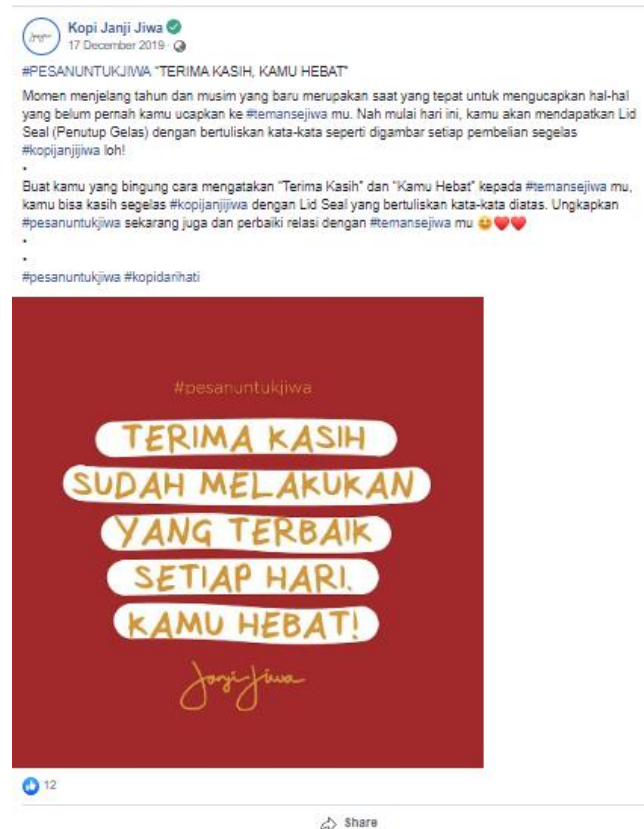 Kopi Janji Jiwa
17 December 2019 ·
#PESANUNTUKJIWA "TERIMA KASIH, KAMU HEBAT"
Momen menjelang tahun dan musim yang baru merupakan saat yang tepat untuk mengucapkan hal-hal
yang belum pernah kamu ucapkan ke #temansejiwa mu. Nah mulai hari ini, kamu akan mendapatkan Lid
Seal (Penutup Gelas) dengan bertuliskan kata-kata seperti digambar setiap pembelian segelas
#kopijanjijiwa loh!
•
Buat kamu yang bingung cara mengatakan "Terima Kasih" dan "Kamu Hebat" kepada #temansejiwa mu,
kamu bisa kasih segelas #kopijanjijiwa dengan Lid Seal yang bertuliskan kata-kata diatas. Ungkapkan
#pesanuntukjiwa sekarang juga dan perbaiki relasi dengan #temansejiwa mu 😆❤️❤️
•
•
#pesanuntukjiwa #kopidarihati
#pesanuntukjiwa
TERIMA KASIH
SUDAH MELAKUKAN
YANG TERBAIK
SETIAP HARI.
KAMU HEBAT!
Janji Jiwa
12
Share